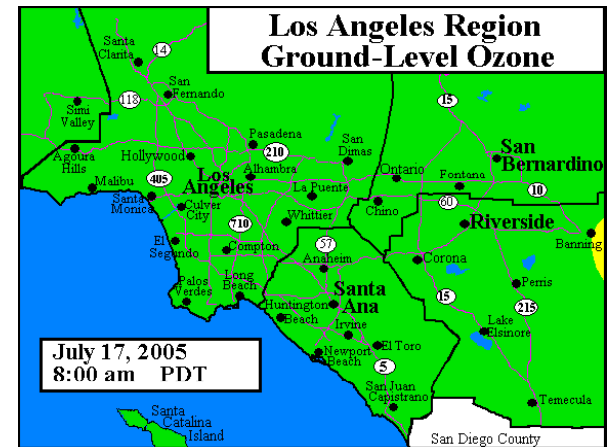 Los Angeles Region
Ground-Level Ozone
Santa
Clarita
14
San
Fernando
118
Simi
Valley
15
Pasadena
210
San
Dimas
San
Bernardino
Agoura
Hills
Hollywood
Alhambra
Ontario
Fontana
10
Malibu
405
Los
Angeles
La Puente
Chino
60
Santa
Monica
Culver
City
710
Whittier
Riverside
Banning
El
Segundo
Compton
57
Anaheim
Corona
Palos
Verdes
Long
Beach
Santa
Ana
Perris
15
215
Huntington
Beach
Irvine
Lake
Elsinore
El Toro
Newport
Beach
5
July 17, 2005
8:00 am PDT
San Juan
Capistrano
Temecula
Santa
Catalina
Island
San Diego County